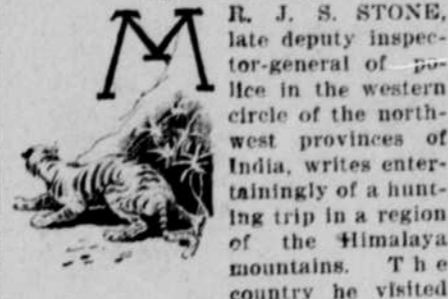 MR. J. S. STONE,
late deputy inspec-
tor-general of po-
lice in the western
circle of the north-
west provinces of
India, writes enter-
tainingly of a hunt-
ing trip in a region
of the Himalaya
mountains. The
country he visited